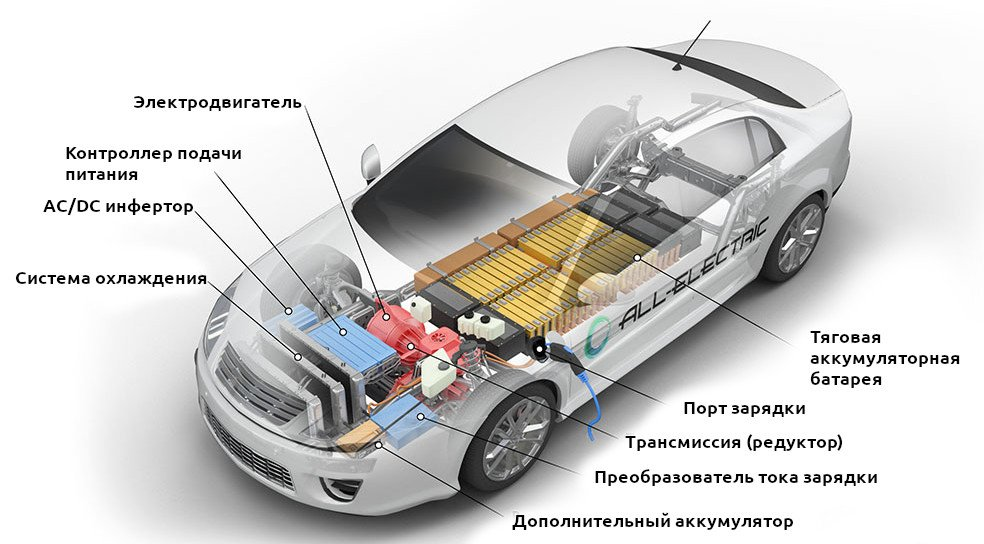 Электродвигатель
Контроллер подачи
питания
AC/DC инфертор
Система охлаждения
ALL-ELECTRIC
Тяговая
аккумуляторная
батарея
Порт зарядки
Трансмиссия (редуктор)
Преобразователь тока зарядки
Дополнительный аккумулятор